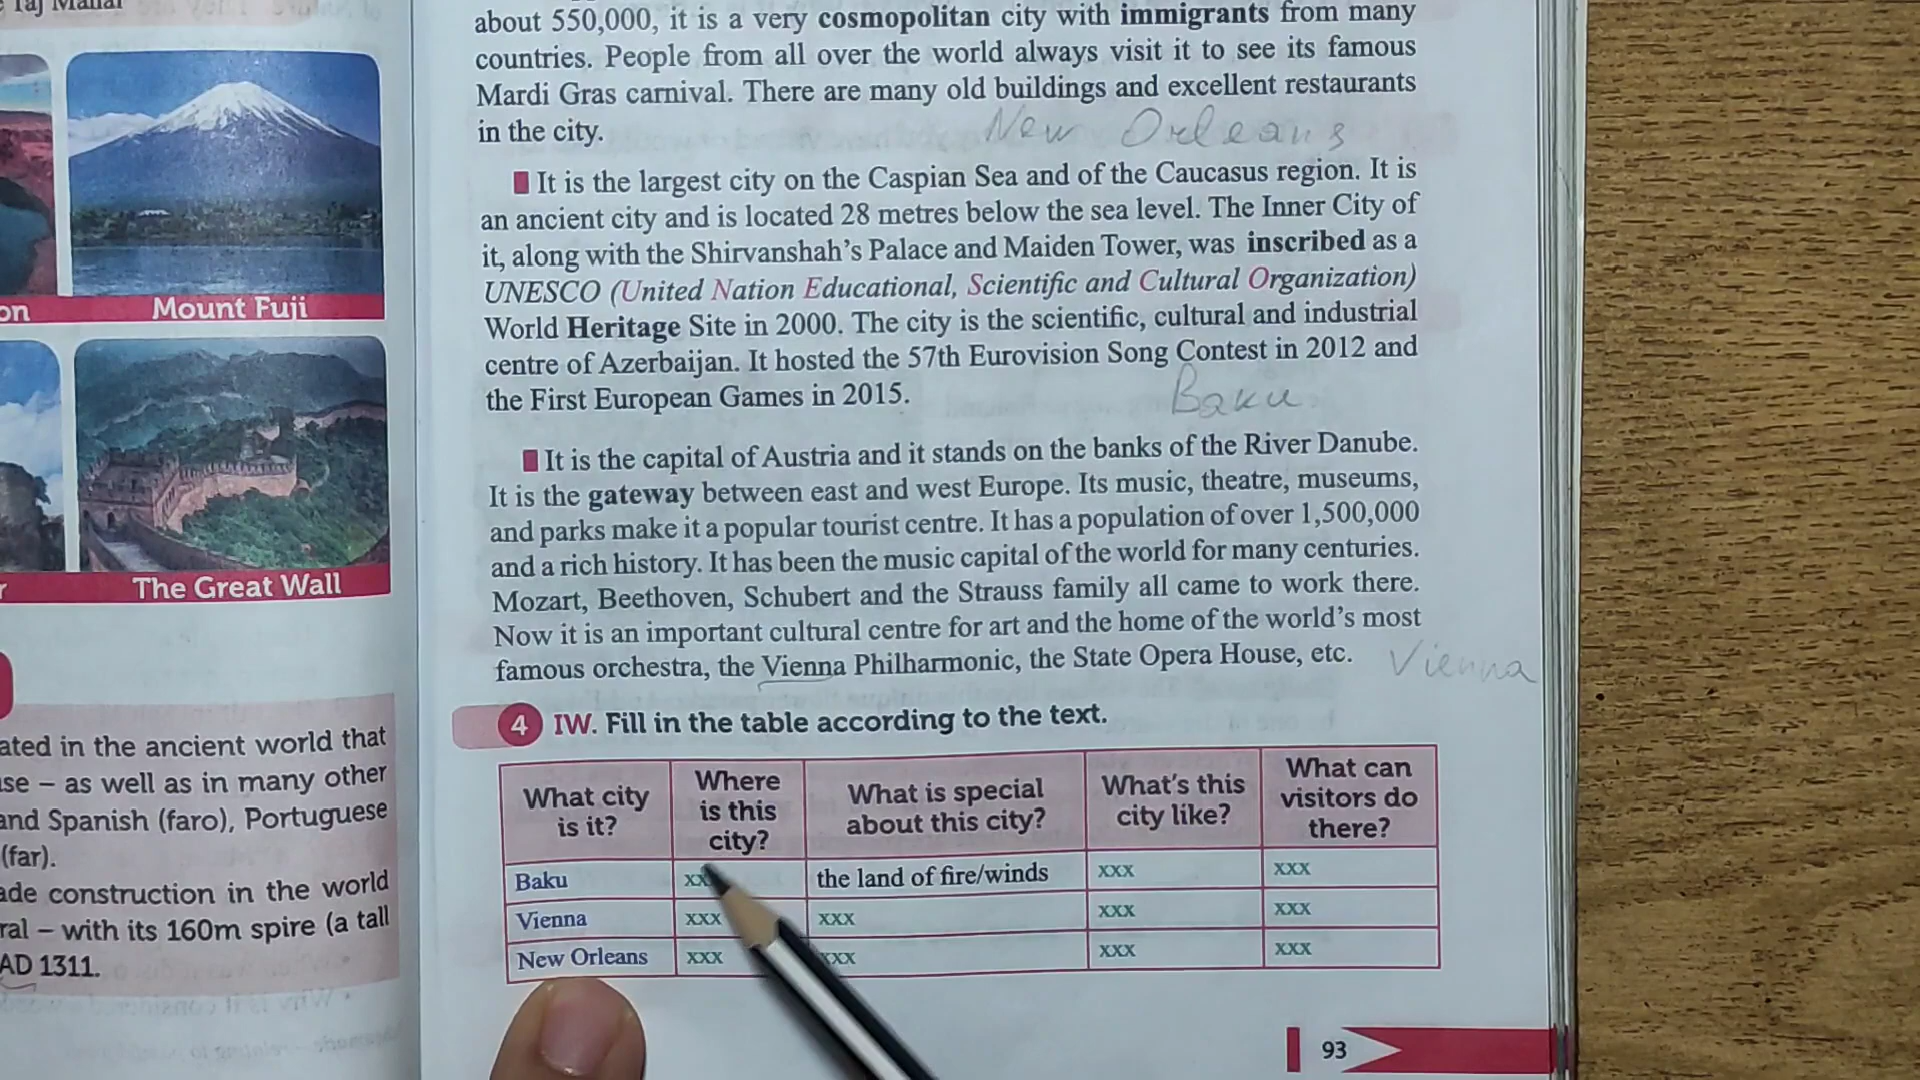 Taj Mahal
on
Mount Fuji
r
The Great Wall
ated in the ancient world that
se – as well as in many other
and Spanish (faro), Portuguese
(far).
ade construction in the world
ral – with its 160m spire (a tall
AD 1311.
about 550,000, it is a very cosmopolitan city with immigrants from many
countries. People from all over the world always visit it to see its famous
Mardi Gras carnival. There are many old buildings and excellent restaurants
in the city.
New Orleans
It is the largest city on the Caspian Sea and of the Caucasus region. It is
an ancient city and is located 28 metres below the sea level. The Inner City of
it, along with the Shirvanshah's Palace and Maiden Tower, was inscribed as a
UNESCO (United Nation Educational, Scientific and Cultural Organization)
World Heritage Site in 2000. The city is the scientific, cultural and industrial
centre of Azerbaijan. It hosted the 57th Eurovision Song Contest in 2012 and
the First European Games in 2015.
Baku
It is the capital of Austria and it stands on the banks of the River Danube.
It is the gateway between east and west Europe. Its music, theatre, museums,
and parks make it a popular tourist centre. It has a population of over 1,500,000
and a rich history. It has been the music capital of the world for many centuries.
Mozart, Beethoven, Schubert and the Strauss family all came to work there.
Now it is an important cultural centre for art and the home of the world's most
famous orchestra, the Vienna Philharmonic, the State Opera House, etc.
Vienna
4 IW. Fill in the table according to the text.
What city is it? Where is this city? What is special about this city? What's this city like? What can visitors do there?
Baku xx the land of fire/winds xxx xxx
Vienna xxx xxx xxx xxx
New Orleans xxx xxx xxx xxx
93